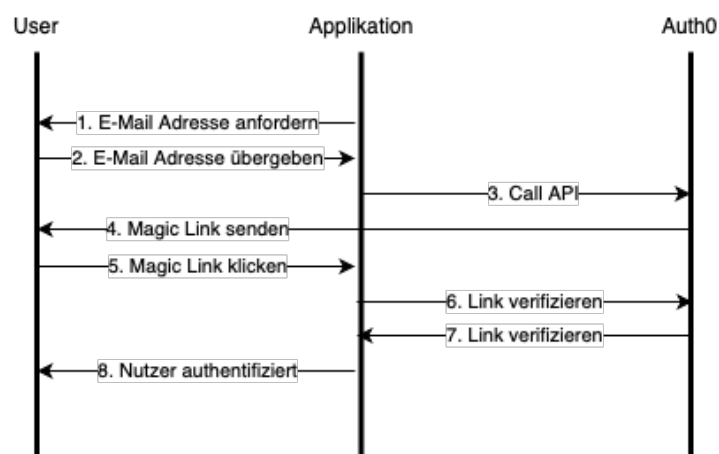 User Applikation Auth0
1. E-Mail Adresse anfordern
2. E-Mail Adresse übergeben
3. Call API
4. Magic Link senden
5. Magic Link klicken
6. Link verifizieren
7. Link verifizieren
8. Nutzer authentifiziert